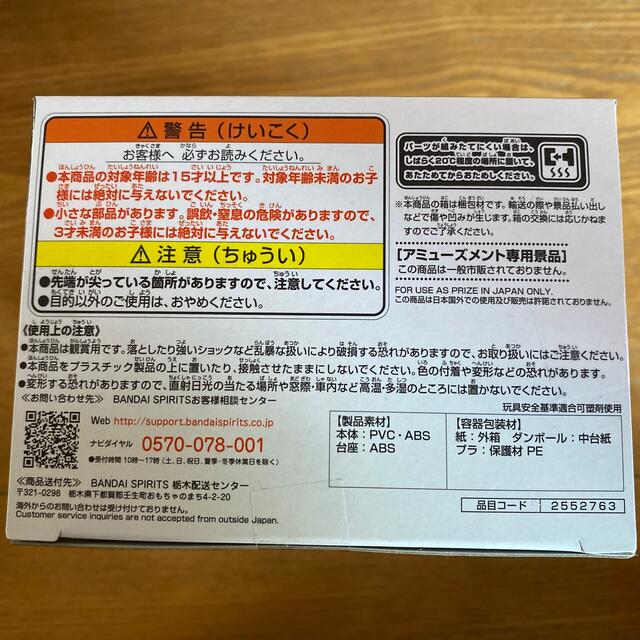 ⚠警告(けいこく)
お客様へ 必ずお読みください。
●本商品の対象年齢は15才以上です。対象年齢未満のお子様には絶対に与えないでください。
●小さな部品があります。誤飲・窒息の危険がありますので、3才未満のお子様には絶対に与えないでください。
⚠注意(ちゅうい)
●先端が尖っている箇所がありますので、注意してください。
●目的以外のご使用は、おやめください。
パーツが組みたてにくい場合は、
しばらく20℃程度の場所に置いて、
あたためてからおためしください。
※本商品の箱は梱包材です。輸送の際や景品払い出し
などで傷や凹みが生じます。箱の交換には応じかねま
すのでご了承ください。
【アミューズメント専用景品】
この商品は一般市販されておりません。
FOR USE AS PRIZE IN JAPAN ONLY.
この商品は日本国外での使用及び販売は許諾されておりません。
《使用上の注意》
●本商品は観賞用です。落としたり強いショックなど乱暴な扱いにより破損する恐れがありますので、お取り扱いにはご注意ください。
●本商品をプラスチック製品の上に置いたり、接触させたままにしないでください。色の付着や変形などの恐れがあります。
●変形する恐れがありますので、直射日光の当たる場所や窓際・車内など高温・多湿のところには置かないでください。
≪お問い合わせ先≫ BANDAI SPIRITSお客様相談センター
玩具安全基準適合可塑剤使用
Web http://support.bandaispirits.co.jp
ナビダイヤル 0570-078-001
●受付時間 10時~17時(土、日、祝日、夏季・冬季休業日を除く)
【製品素材】
本体:PVC・ABS
台座:ABS
【容器包装材】
紙:外箱 ダンボール:中台紙
プラ:保護材 PE
≪商品送付先≫ BANDAI SPIRITS 栃木配送センター
〒321-0298 栃木県下都賀郡壬生町おもちゃのまち4-2-20
海外からのお問い合わせは受け付けておりません。
Customer service inquiries are not accepted from outside Japan.
品目コード 2552763